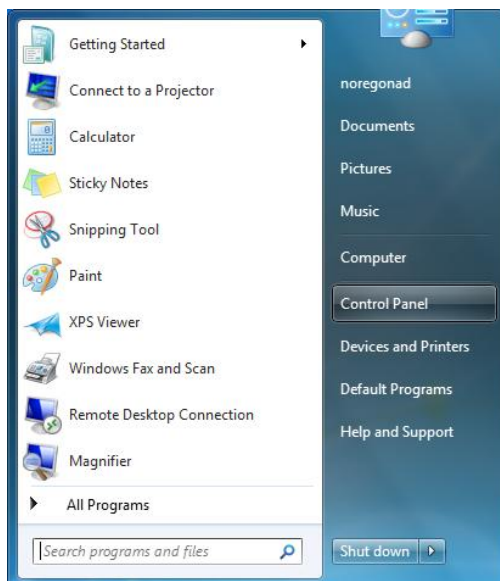 Getting Started
Connect to a Projector
Calculator
Sticky Notes
Snipping Tool
Paint
XPS Viewer
Windows Fax and Scan
Remote Desktop Connection
Magnifier
All Programs
Search programs and files
noregonad
Documents
Pictures
Music
Computer
Control Panel
Devices and Printers
Default Programs
Help and Support
Shut down